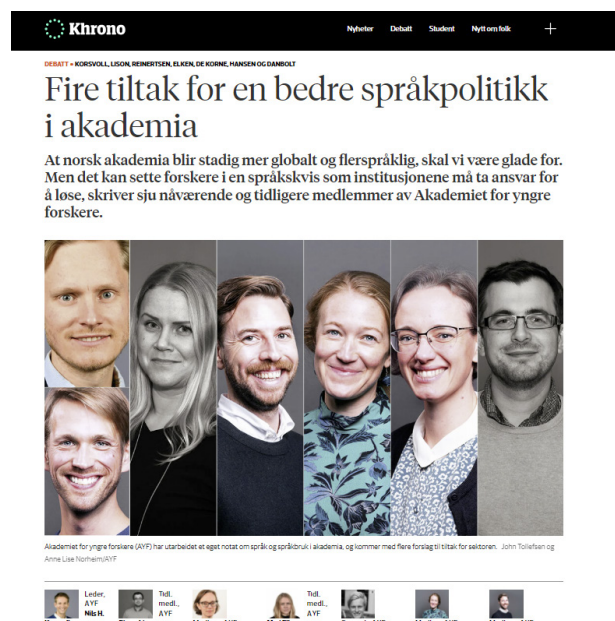 Khrono
Nyheter Debatt Student Nytt om folk
DEBATT • KORSVOLL, LISON, REINERTSEN, ELKEN, DE KORNE, HANSEN OG DANBOLT
Fire tiltak for en bedre språkpolitikk
i akademia
At norsk akademia blir stadig mer globalt og flerspråklig, skal vi være glade for.
Men det kan sette forskere i en språkskvis som institusjonene må ta ansvar for
å løse, skriver sju nåværende og tidligere medlemmer av Akademiet for yngre
forskere.
Akademiet for yngre forskere (AYF) har utarbeidet et eget notat om språk og språkbruk i akademia, og kommer med flere forslag til tiltak for sektoren. John Tollefsen og
Anne Lise Norheim/AYF
Leder,
AYF
Nils H.
Tidl.
medl.,
AYF
Tidl.
medl.,
AYF